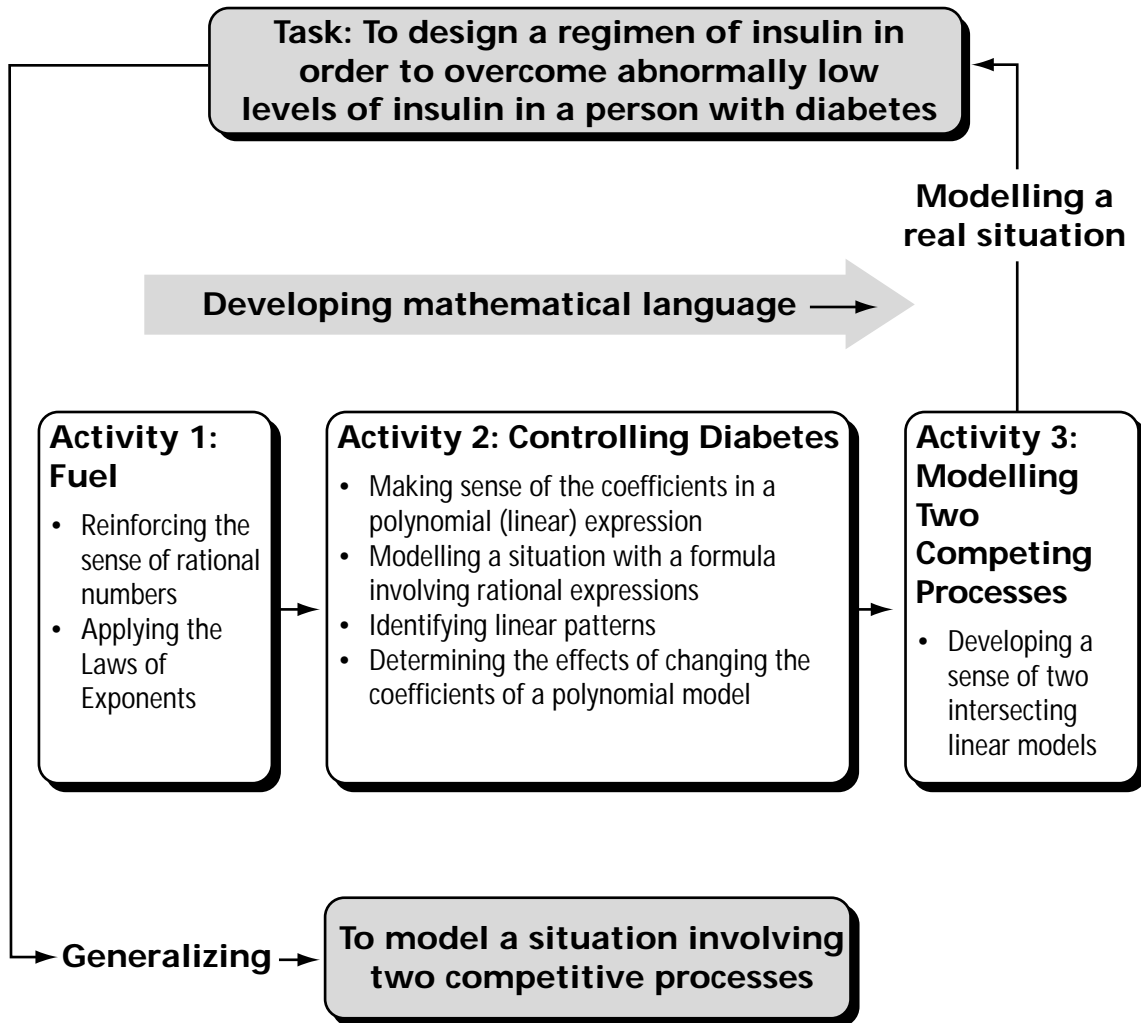 Task: To design a regimen of insulin in
order to overcome abnormally low
levels of insulin in a person with diabetes
Modelling a
real situation
Developing mathematical language
Activity 1:
Fuel
• Reinforcing the
sense of rational
numbers
• Applying the
Laws of
Exponents
Activity 2: Controlling Diabetes
• Making sense of the coefficients in a
polynomial (linear) expression
• Modelling a situation with a formula
involving rational expressions
• Identifying linear patterns
• Determining the effects of changing the
coefficients of a polynomial model
Activity 3:
Modelling
Two
Competing
Processes
• Developing a
sense of two
intersecting
linear models
Generalizing
To model a situation involving
two competitive processes